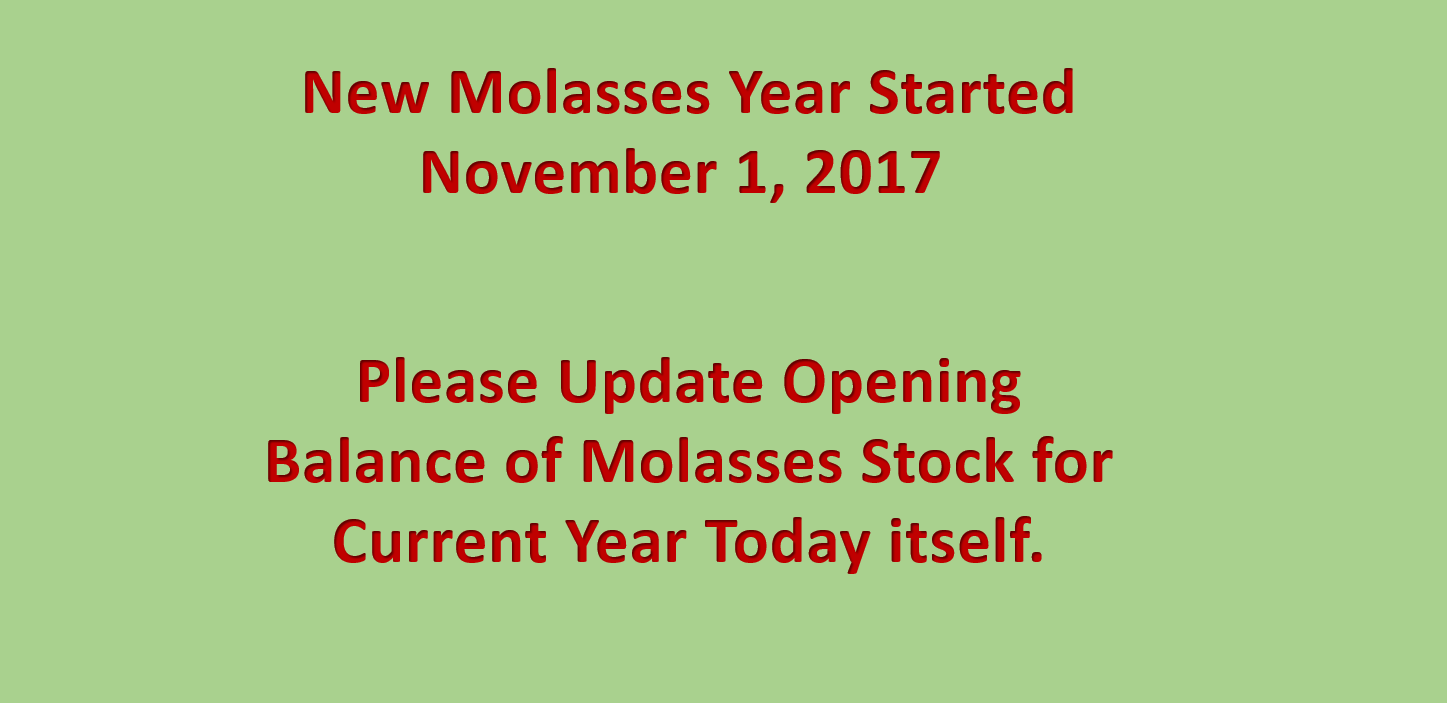 New Molasses Year Started
November 1, 2017
Please Update Opening
Balance of Molasses Stock for
Current Year Today itself.